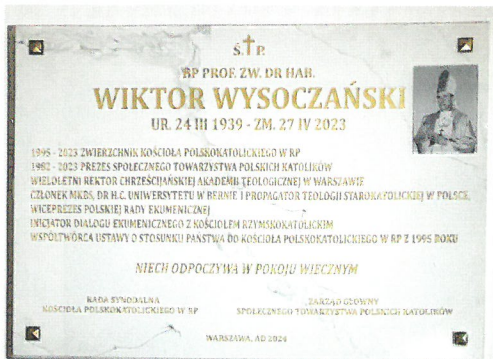 Ś. † P.
BP PROF. ZW. DR HAB.
WIKTOR WYSOCZAŃSKI
UR. 24 III 1939 - ZM. 27 IV 2023
1995 - 2023 ZWIERZCHNIK KOŚCIOŁA POLSKOKATOLICKIEGO W RP
1982 - 2023 PREZES SPOŁECZNEGO TOWARZYSTWA POLSKICH KATOLIKÓW
WIELOLETNI REKTOR CHRZEŚCIJAŃSKIEJ AKADEMII TEOLOGICZNEJ W WARSZAWIE
CZŁONEK MKBS, DR H.C. UNIWERSYTETU W BERNIE I PROPAGATOR TEOLOGII STAROKATOLICKIEJ W POLSCE,
WICEPREZES POLSKIEJ RADY EKUMENICZNEJ
INICJATOR DIALOGU EKUMENICZNEGO Z KOŚCIOŁEM RZYMSKOKATOLICKIM
WSPÓŁTWÓRCA USTAWY O STOSUNKU PAŃSTWA DO KOŚCIOŁA POLSKOKATOLICKIEGO W RP Z 1995 ROKU
NIECH ODPOCZYWA W POKOJU WIECZNYM
RADA SYNODALNA
KOŚCIOŁA POLSKOKATOLICKIEGO W RP
ZARZĄD GŁÓWNY
SPOŁECZNEGO TOWARZYSTWA POLSKICH KATOLIKÓW
WARSZAWA, AD 2024